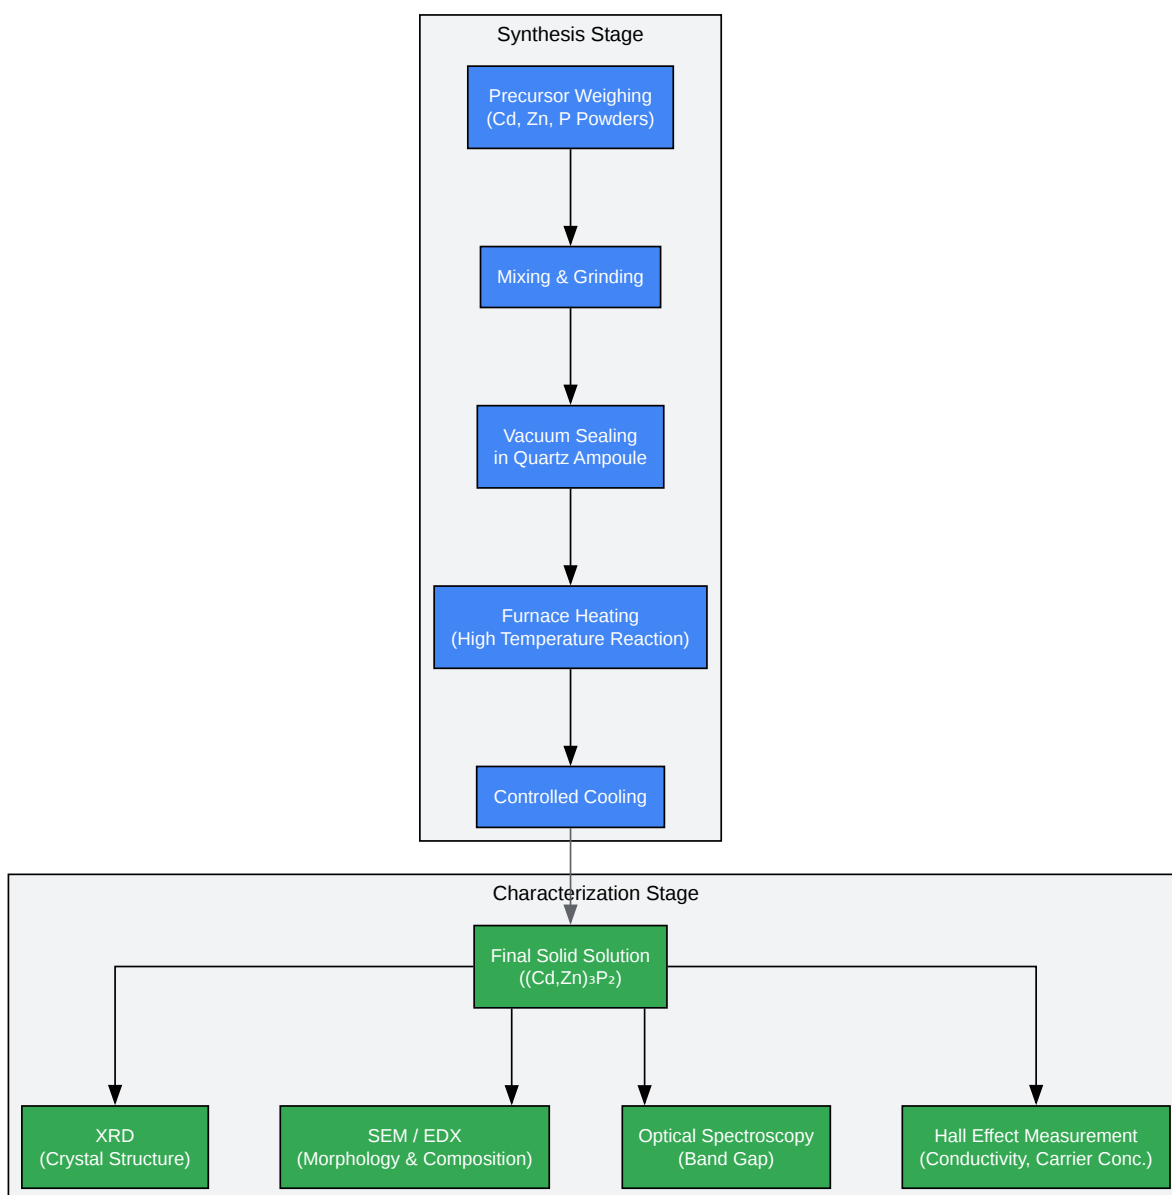 Synthesis Stage
Precursor Weighing
(Cd, Zn, P Powders)
Mixing & Grinding
Vacuum Sealing
in Quartz Ampoule
Furnace Heating
(High Temperature Reaction)
Controlled Cooling
Characterization Stage
Final Solid Solution
((Cd,Zn)₃P₂)
XRD
(Crystal Structure)
SEM / EDX
(Morphology & Composition)
Optical Spectroscopy
(Band Gap)
Hall Effect Measurement
(Conductivity, Carrier Conc.)